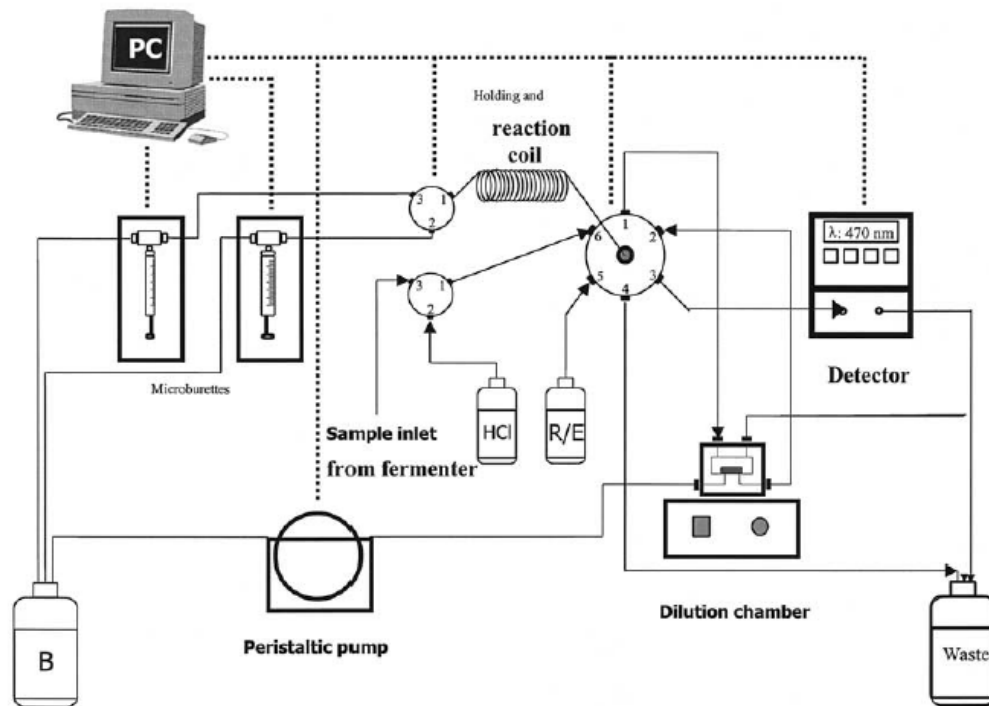 PC
Holding and
reaction
coil
3 1
2
1
2
3
4
5
6
λ: 470 nm
3 1
2
Microburettes
Detector
Sample inlet
from fermenter
HCl
R/E
B
Peristaltic pump
Dilution chamber
Waste